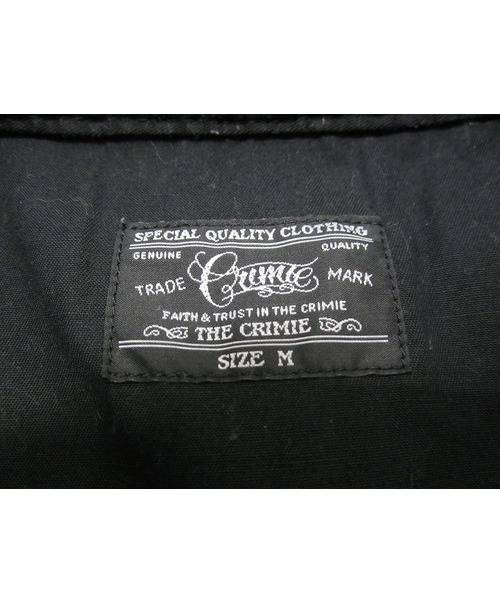 SPECIAL QUALITY CLOTHING
GENUINE QUALITY
TRADE Crimie MARK
FAITH & TRUST IN THE CRIMIE
THE CRIMIE
SIZE M